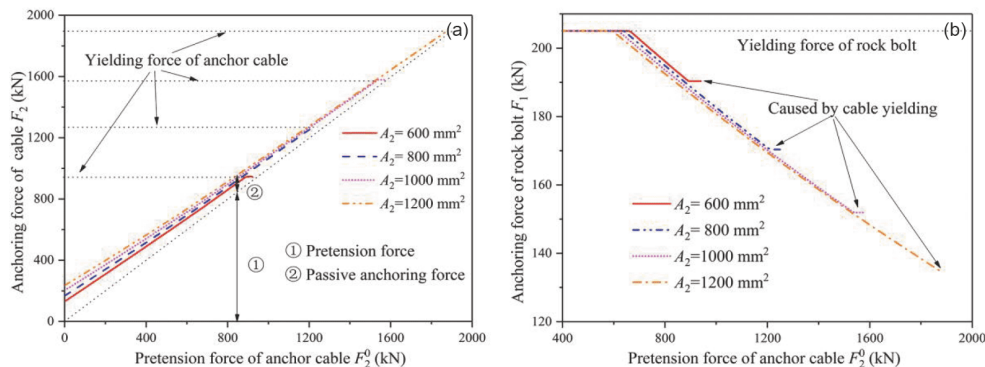 2000
1600
1200
800
400
0
0
400
800
1200
1600
2000
Anchoring force of cable F₂ (kN)
Pretension force of anchor cable F₂⁰ (kN)
(a)
Yielding force of anchor cable
A₂= 600 mm²
A₂= 800 mm²
A₂=1000 mm²
A₂=1200 mm²
① Pretension force
② Passive anchoring force
②
①
200
180
160
140
120
400
800
1200
1600
2000
Anchoring force of rock bolt F₁ (kN)
Pretension force of anchor cable F₂⁰ (kN)
(b)
Yielding force of rock bolt
Caused by cable yielding
A₂= 600 mm²
A₂= 800 mm²
A₂=1000 mm²
A₂=1200 mm²